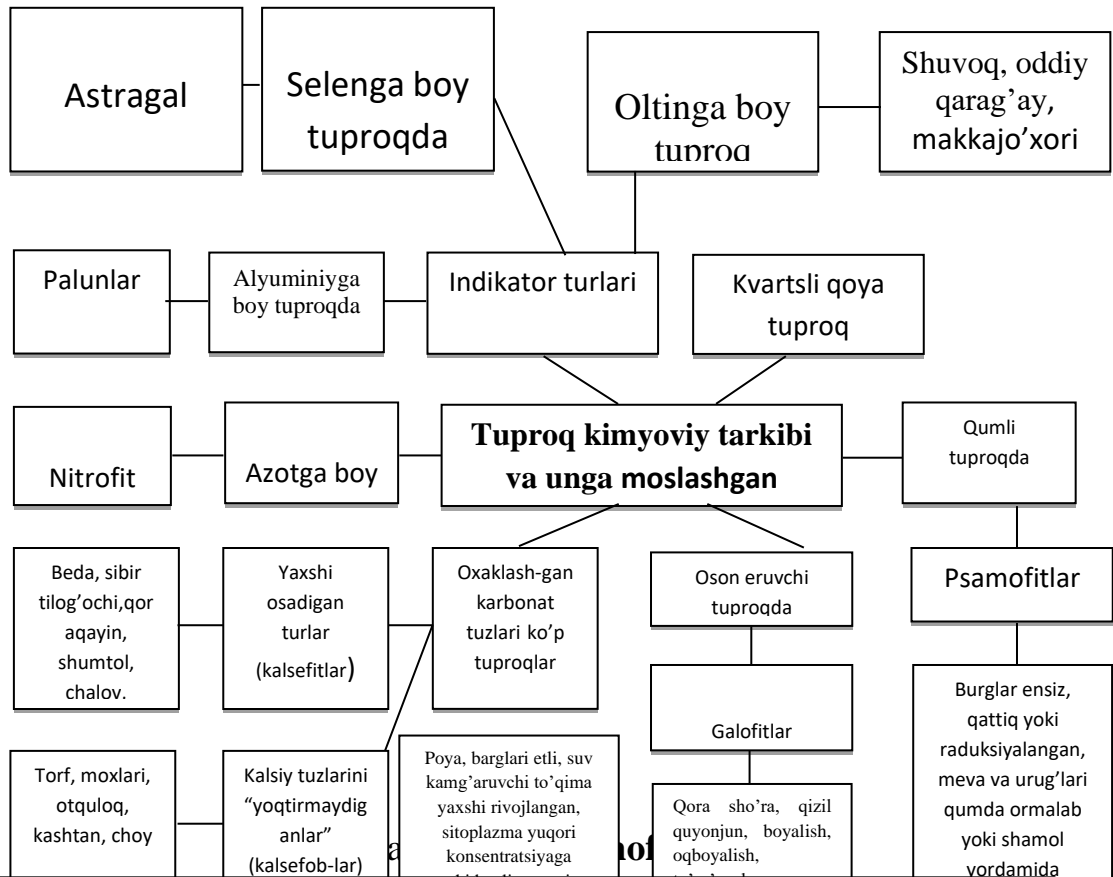 Astragal
Selenga boy
tuproqda
Oltinga boy
tuproq
Shuvoq, oddiy
qarag’ay,
makkajo’xori
Palunlar
Alyuminiyga
boy tuproqda
Indikator turlari
Kvartsli qoya
tuproq
Nitrofit
Azotga boy
Tuproq kimyoviy tarkibi
va unga moslashgan
Qumli
tuproqda
Beda, sibir
tilog’ochi,qor
aqayin,
shumtol,
chalov.
Yaxshi
osadigan
turlar
(kalsefitlar)
Oxaklash-gan
karbonat
tuzlari ko’p
tuproqlar
Oson eruvchi
tuproqda
Psamofitlar
Galofitlar
Torf, moxlari,
otquloq,
kashtan, choy
Kalsiy tuzlarini
“yoqtirmaydig
anlar”
(kalsefob-lar)
Poya, barglari etli, suv
kamg’aruvchi to’qima
yaxshi rivojlangan,
sitoplazma yuqori
konsentratsiyaga
Qora sho’ra, qizil
quyonjun, boyalish,
oqboyalish,
Burglar ensiz,
qattiq yoki
raduksiyalangan,
meva va urug’lari
qumda ormalab
yoki shamol
yordamida